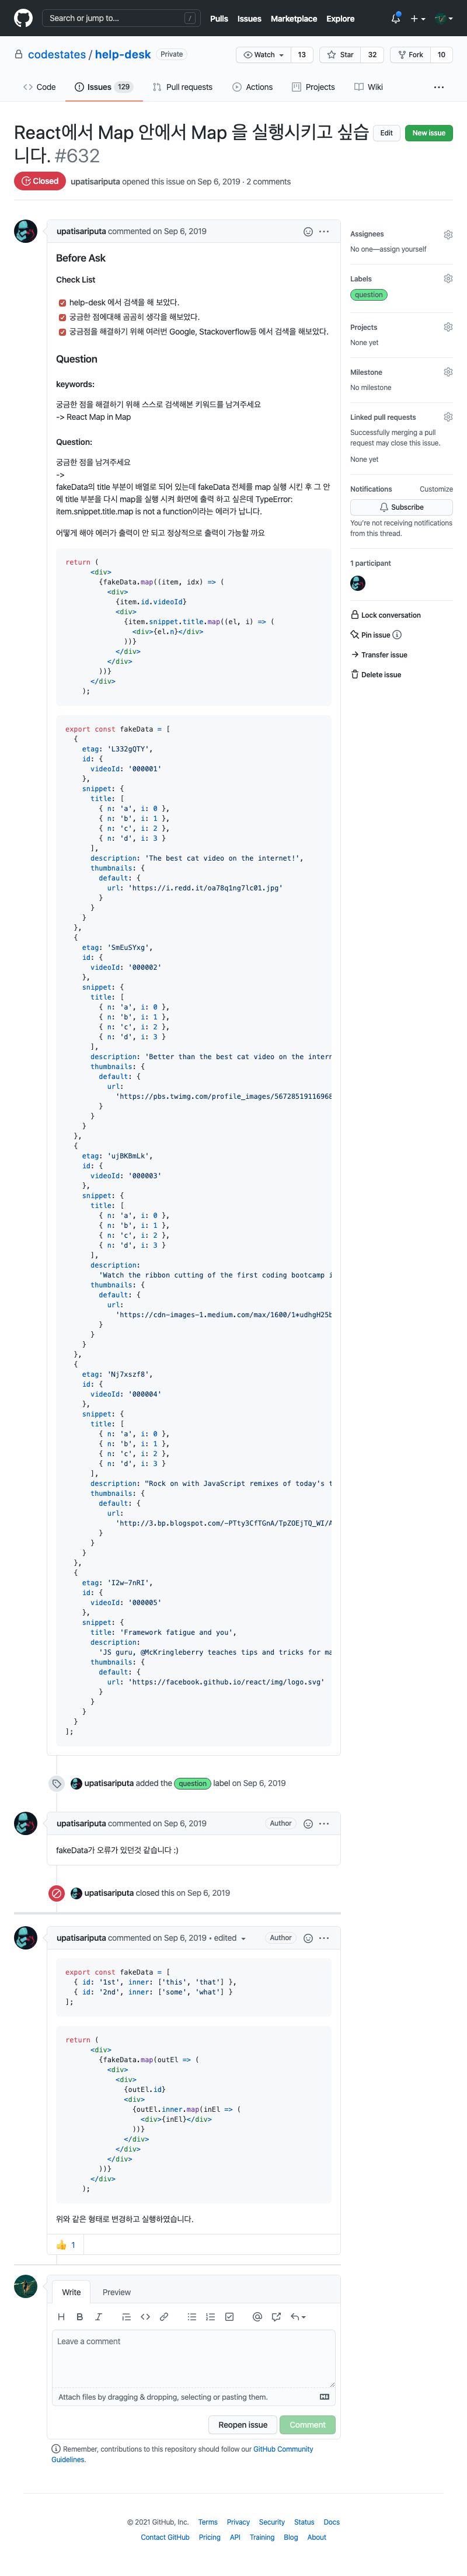 Search or jump to...
/
Pulls Issues Marketplace Explore
codestates / help-desk Private
Watch 13 Star 32 Fork 10
Code Issues 129 Pull requests Actions Projects Wiki
React에서 Map 안에서 Map 을 실행시키고 싶습
니다. #632
Edit New issue
Closed upatisariputa opened this issue on Sep 6, 2019 · 2 comments
upatisariputa commented on Sep 6, 2019
Before Ask
Check List
help-desk 에서 검색을 해 보았다.
궁금한 점에대해 곰곰히 생각을 해보았다.
궁금점을 해결하기 위해 여러번 Google, Stackoverflow등 에서 검색을 해보았다.
Question
keywords:
궁금한 점을 해결하기 위해 스스로 검색해본 키워드를 남겨주세요
-> React Map in Map
Question:
궁금한 점을 남겨주세요
->
fakeData의 title 부분이 배열로 되어 있는데 fakeData 전체를 map 실행 시킨 후 그 안
에 title 부분을 다시 map을 실행 시켜 화면에 출력 하고 싶은데 TypeError:
item.snippet.title.map is not a function이라는 에러가 납니다.
어떻게 해야 에러가 출력이 안 되고 정상적으로 출력이 가능할 까요
return (
<div>
{fakeData.map((item, idx) => (
<div>
{item.id.videoId}
<div>
{item.snippet.title.map((el, i) => (
<div>{el.n}</div>
))}
</div>
</div>
))}
</div>
);
export const fakeData = [
{
etag: 'L332gQTY',
id: {
videoId: '000001'
},
snippet: {
title: [
{ n: 'a', i: 0 },
{ n: 'b', i: 1 },
{ n: 'c', i: 2 },
{ n: 'd', i: 3 }
],
description: 'The best cat video on the internet!',
thumbnails: {
default: {
url: 'https://i.redd.it/oa78q1ng7lc01.jpg'
}
}
}
},
{
etag: 'SmEuSYxg',
id: {
videoId: '000002'
},
snippet: {
title: [
{ n: 'a', i: 0 },
{ n: 'b', i: 1 },
{ n: 'c', i: 2 },
{ n: 'd', i: 3 }
],
description: 'Better than the best cat video on the intern
thumbnails: {
default: {
url:
'https://pbs.twimg.com/profile_images/56728519116968
}
}
}
},
{
etag: 'ujBKBmLk',
id: {
videoId: '000003'
},
snippet: {
title: [
{ n: 'a', i: 0 },
{ n: 'b', i: 1 },
{ n: 'c', i: 2 },
{ n: 'd', i: 3 }
],
description:
'Watch the ribbon cutting of the first coding bootcamp i
thumbnails: {
default: {
url:
'https://cdn-images-1.medium.com/max/1600/1*udhgH25b
}
}
}
},
{
etag: 'Nj7xszf8',
id: {
videoId: '000004'
},
snippet: {
title: [
{ n: 'a', i: 0 },
{ n: 'b', i: 1 },
{ n: 'c', i: 2 },
{ n: 'd', i: 3 }
],
description: "Rock on with JavaScript remixes of today's t
thumbnails: {
default: {
url:
'http://3.bp.blogspot.com/-PTty3CfTGnA/TpZOEjTQ_WI/A
}
}
}
},
{
etag: 'I2w-7nRI',
id: {
videoId: '000005'
},
snippet: {
title: 'Framework fatigue and you',
description:
'JS guru, @McKringleberry teaches tips and tricks for ma
thumbnails: {
default: {
url: 'https://facebook.github.io/react/img/logo.svg'
}
}
}
}
];
upatisariputa added the question label on Sep 6, 2019
upatisariputa commented on Sep 6, 2019 Author
fakeData가 오류가 있던것 같습니다 :)
upatisariputa closed this on Sep 6, 2019
upatisariputa commented on Sep 6, 2019 • edited Author
export const fakeData = [
{ id: '1st', inner: ['this', 'that'] },
{ id: '2nd', inner: ['some', 'what'] }
];
return (
<div>
{fakeData.map(outEl => (
<div>
<div>
{outEl.id}
<div>
{outEl.inner.map(inEl => (
<div>{inEl}</div>
))}
</div>
</div>
</div>
))}
</div>
);
위와 같은 형태로 변경하고 실행하였습니다.
👍 1
Write Preview
Leave a comment
Attach files by dragging & dropping, selecting or pasting them.
Reopen issue Comment
Remember, contributions to this repository should follow our GitHub Community
Guidelines.
Assignees
No one—assign yourself
Labels
question
Projects
None yet
Milestone
No milestone
Linked pull requests
Successfully merging a pull
request may close this issue.
None yet
Notifications Customize
Subscribe
You're not receiving notifications
from this thread.
1 participant
Lock conversation
Pin issue
Transfer issue
Delete issue
© 2021 GitHub, Inc. Terms Privacy Security Status Docs
Contact GitHub Pricing API Training Blog About